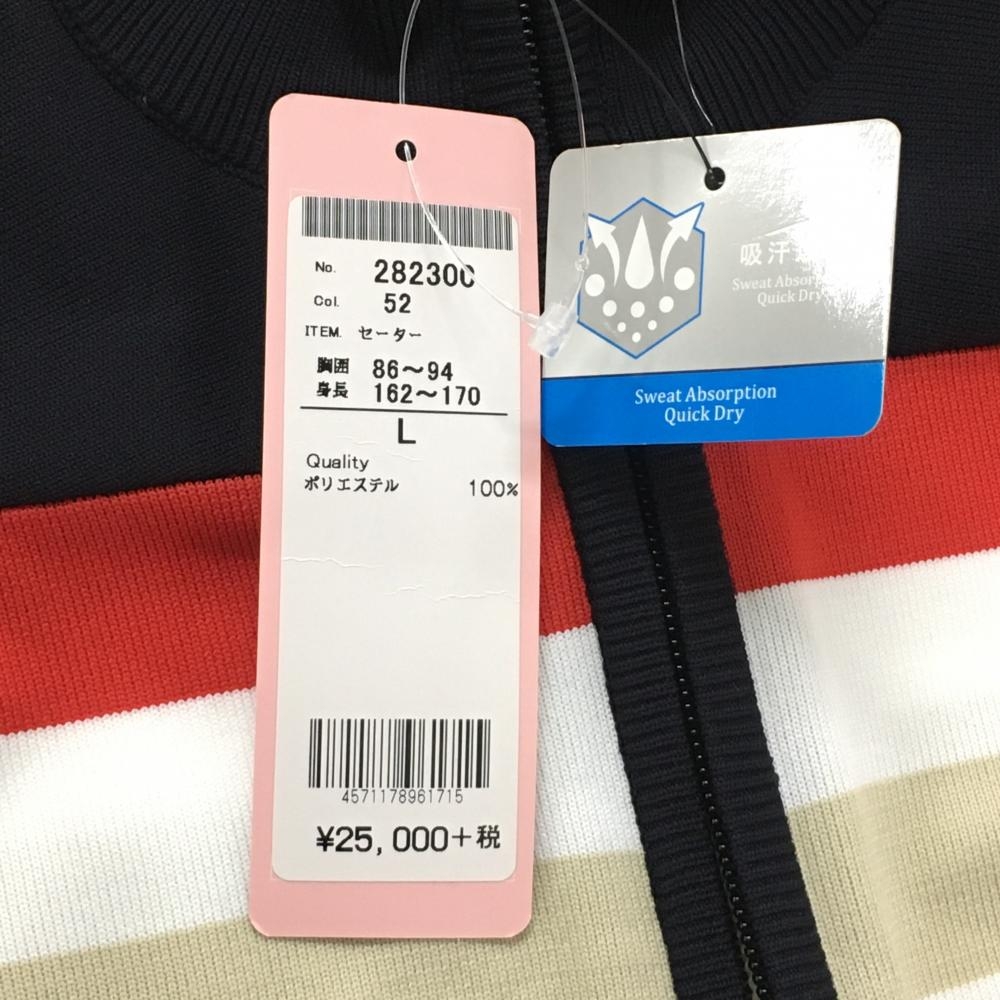 No. 282300
Col. 52
ITEM. セーター
胸囲 86～94
身長 162～170
L
Quality
ポリエステル 100%
4571178961715
¥25,000+税
吸汗
Sweat Absorp
Quick Dry
Sweat Absorption
Quick Dry